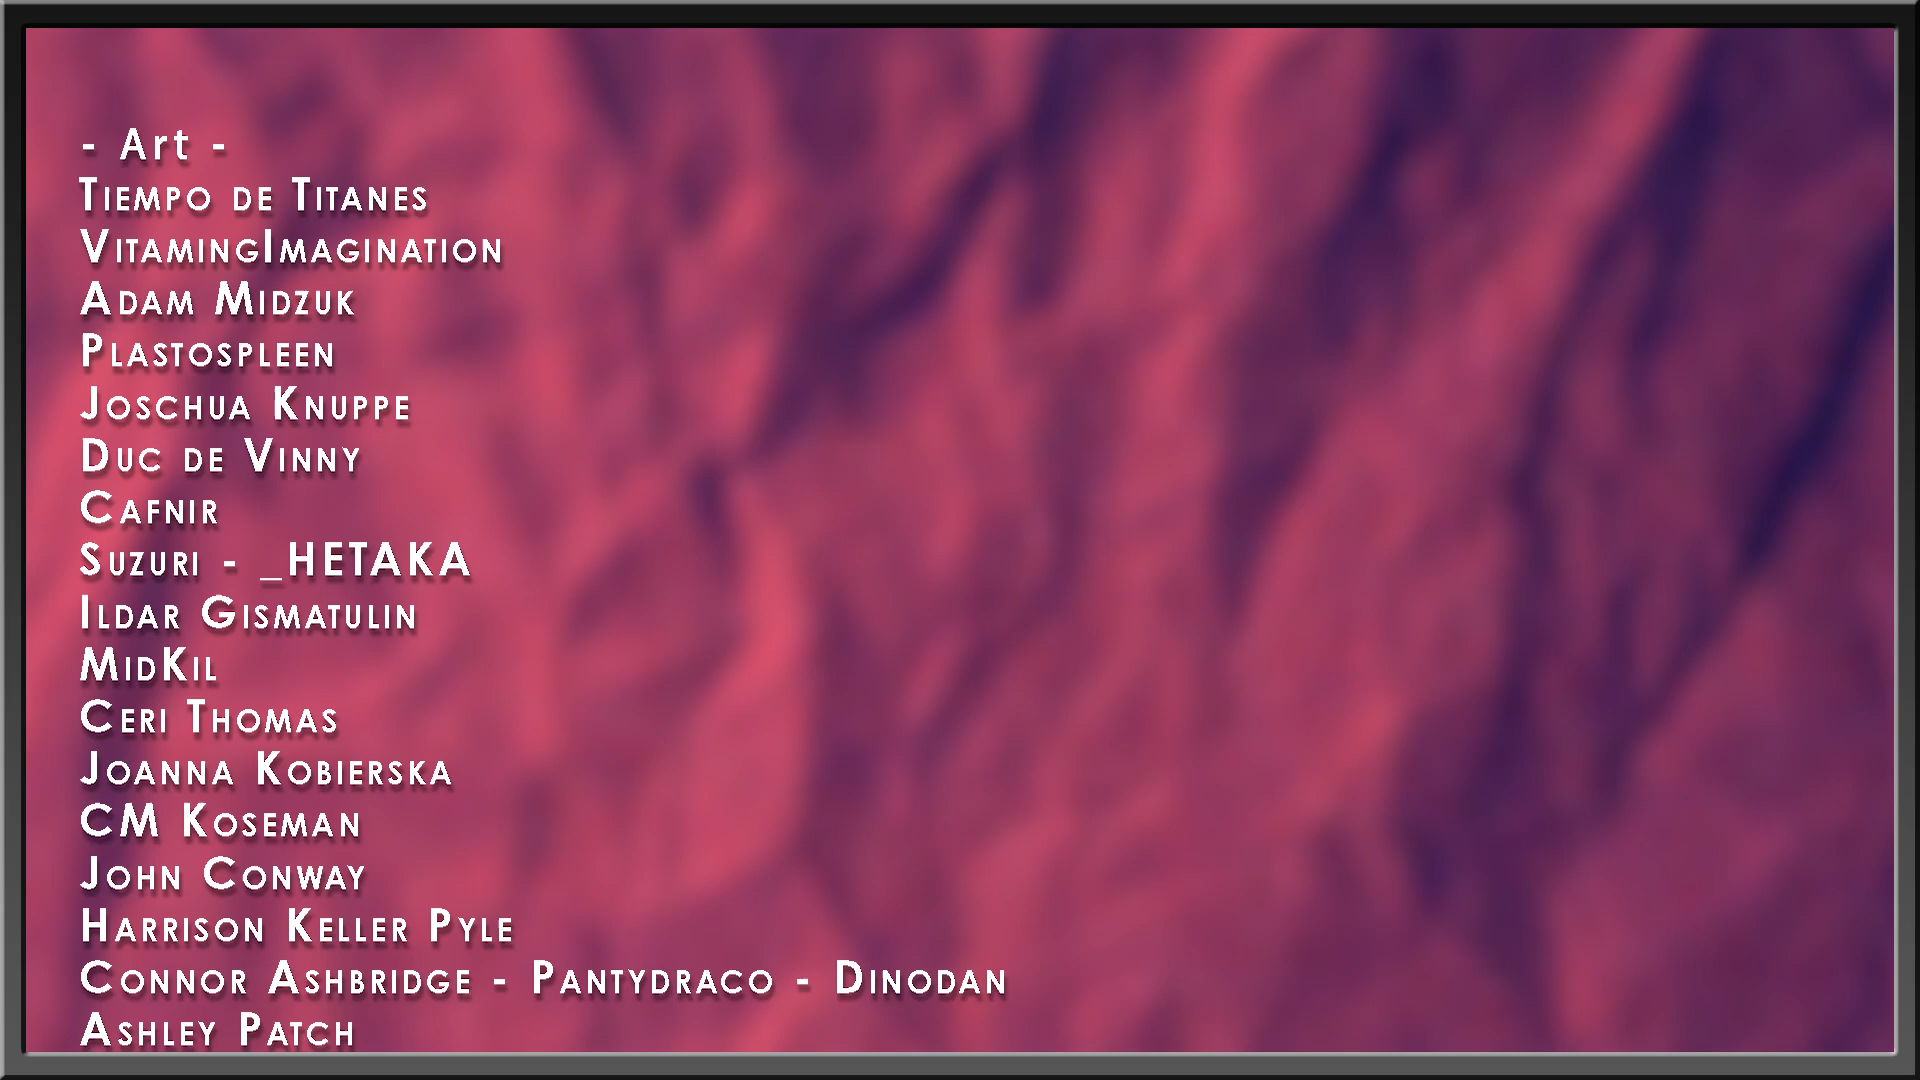 - Art -
Tiempo de Titanes
VitamingImagination
Adam Midzuk
Plastospleen
Joschua Knuppe
Duc de Vinny
Cafnir
Suzuri - _HETAKA
Ildar Gismatulin
MidKil
Ceri Thomas
Joanna Kobierska
CM Koseman
John Conway
Harrison Keller Pyle
Connor Ashbridge - Pantydraco - Dinodan
Ashley Patch